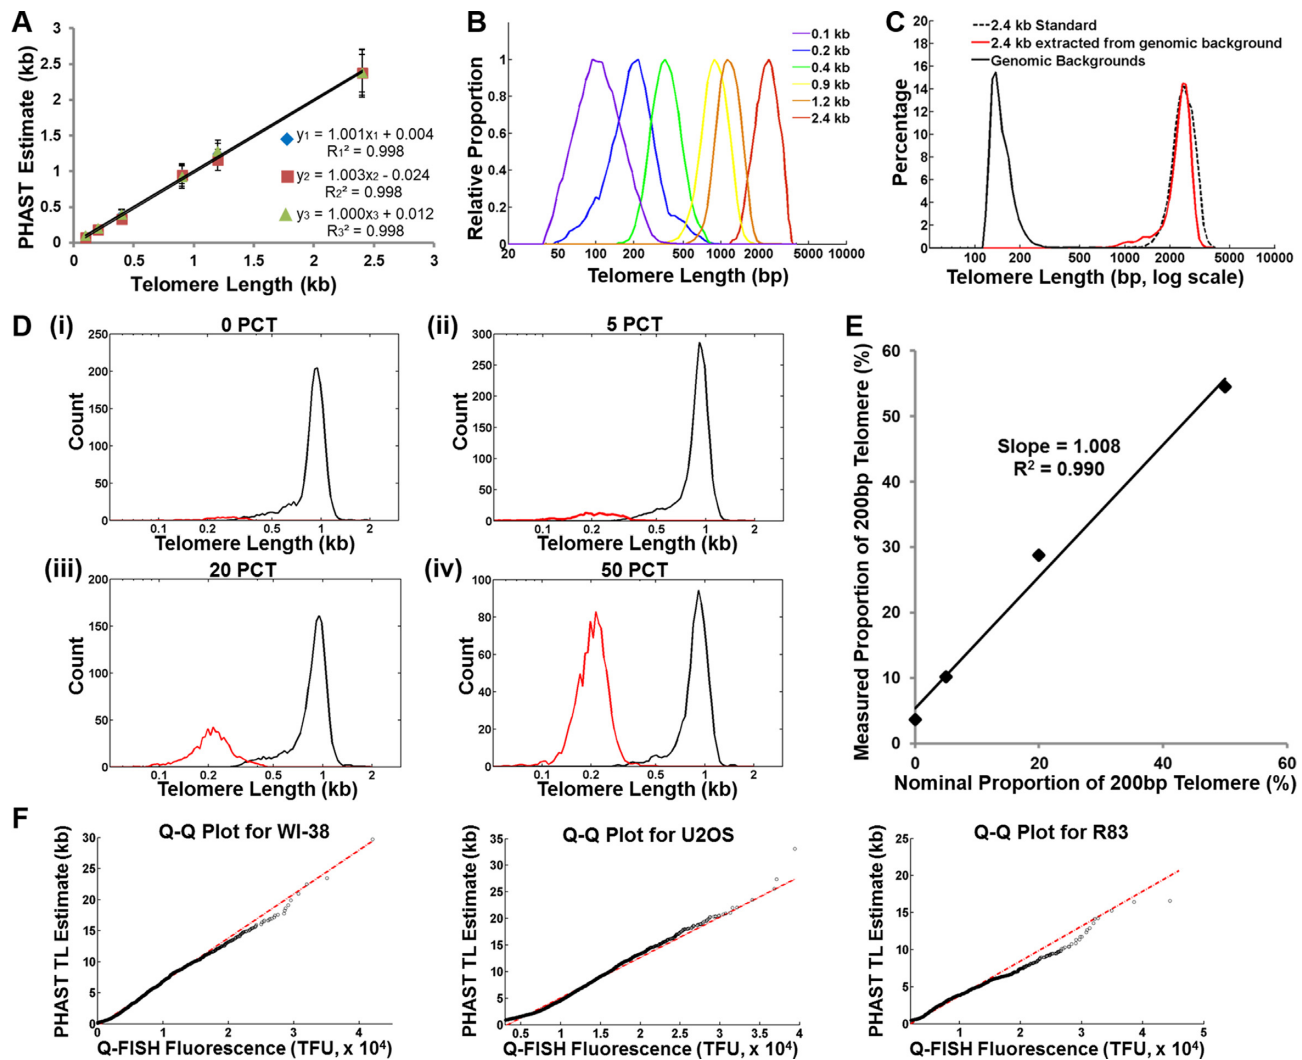 A
PHAST Estimate (kb)
3
2.5
2
1.5
1
0.5
0
0 0.5 1 1.5 2 2.5 3
Telomere Length (kb)
y₁ = 1.001x₁ + 0.004
R₁² = 0.998
y₂ = 1.003x₂ - 0.024
R₂² = 0.998
y₃ = 1.000x₃ + 0.012
R₃² = 0.998
B
Relative Proportion
1
0.8
0.6
0.4
0.2
0
20 100 200 500 1000 2000 5000 10000
Telomere Length (bp)
0.1 kb
0.2 kb
0.4 kb
0.9 kb
1.2 kb
2.4 kb
C
Percentage
20
18
16
14
12
10
8
6
4
2
0
100 200 500 1000 2000 5000 10000
Telomere Length (bp, log scale)
2.4 kb Standard
2.4 kb extracted from genomic background
Genomic Backgrounds
D
(i)
0 PCT
Count
250
200
150
100
50
0
0.1 0.2 0.5 1 2
Telomere Length (kb)
(ii)
5 PCT
Count
300
250
200
150
100
50
0
0.1 0.2 0.5 1 2
Telomere Length (kb)
(iii)
20 PCT
Count
200
150
100
50
0
0.1 0.2 0.5 1 2
Telomere Length (kb)
(iv)
50 PCT
Count
100
80
60
40
20
0
0.1 0.2 0.5 1 2
Telomere Length (kb)
E
Measured Proportion of 200bp Telomere (%)
60
50
40
30
20
10
0
0 20 40 60
Nominal Proportion of 200bp Telomere (%)
Slope = 1.008
R² = 0.990
F
Q-Q Plot for WI-38
PHAST TL Estimate (kb)
30
25
20
15
10
5
0
0 1 2 3 4
Q-FISH Fluorescence (TFU, x 10⁴)
Q-Q Plot for U2OS
PHAST TL Estimate (kb)
35
30
25
20
15
10
5
0
0.5 1 1.5 2 2.5 3 3.5 4
Q-FISH Fluorescence (TFU, x 10⁴)
Q-Q Plot for R83
PHAST TL Estimate (kb)
25
20
15
10
5
0
1 2 3 4 5
Q-FISH Fluorescence (TFU, x 10⁴)